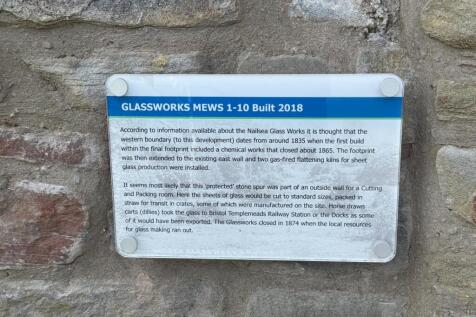 GLASSWORKS MEWS 1-10 Built 2018
According to information available about the Nailsea Glass Works it is thought that the
western boundary (to this development) dates from around 1835 when the first build
within the final footprint included a chemical works that closed about 1865. The footprint
was then extended to the existing east wall and two gas-fired flattening kilns for sheet
glass production were installed.
It seems most likely that this 'protected' stone spur was part of an outside wall for a Cutting
and Packing room. Here the sheets of glass would be cut to standard sizes, packed in
straw for transit in crates, some of which were manufactured on the site. Horse drawn
carts (dillies) took the glass to Bristol Templemeads Railway Station or the Docks as some
of it would have been exported. The Glassworks closed in 1874 when the local resources
for glass making ran out.